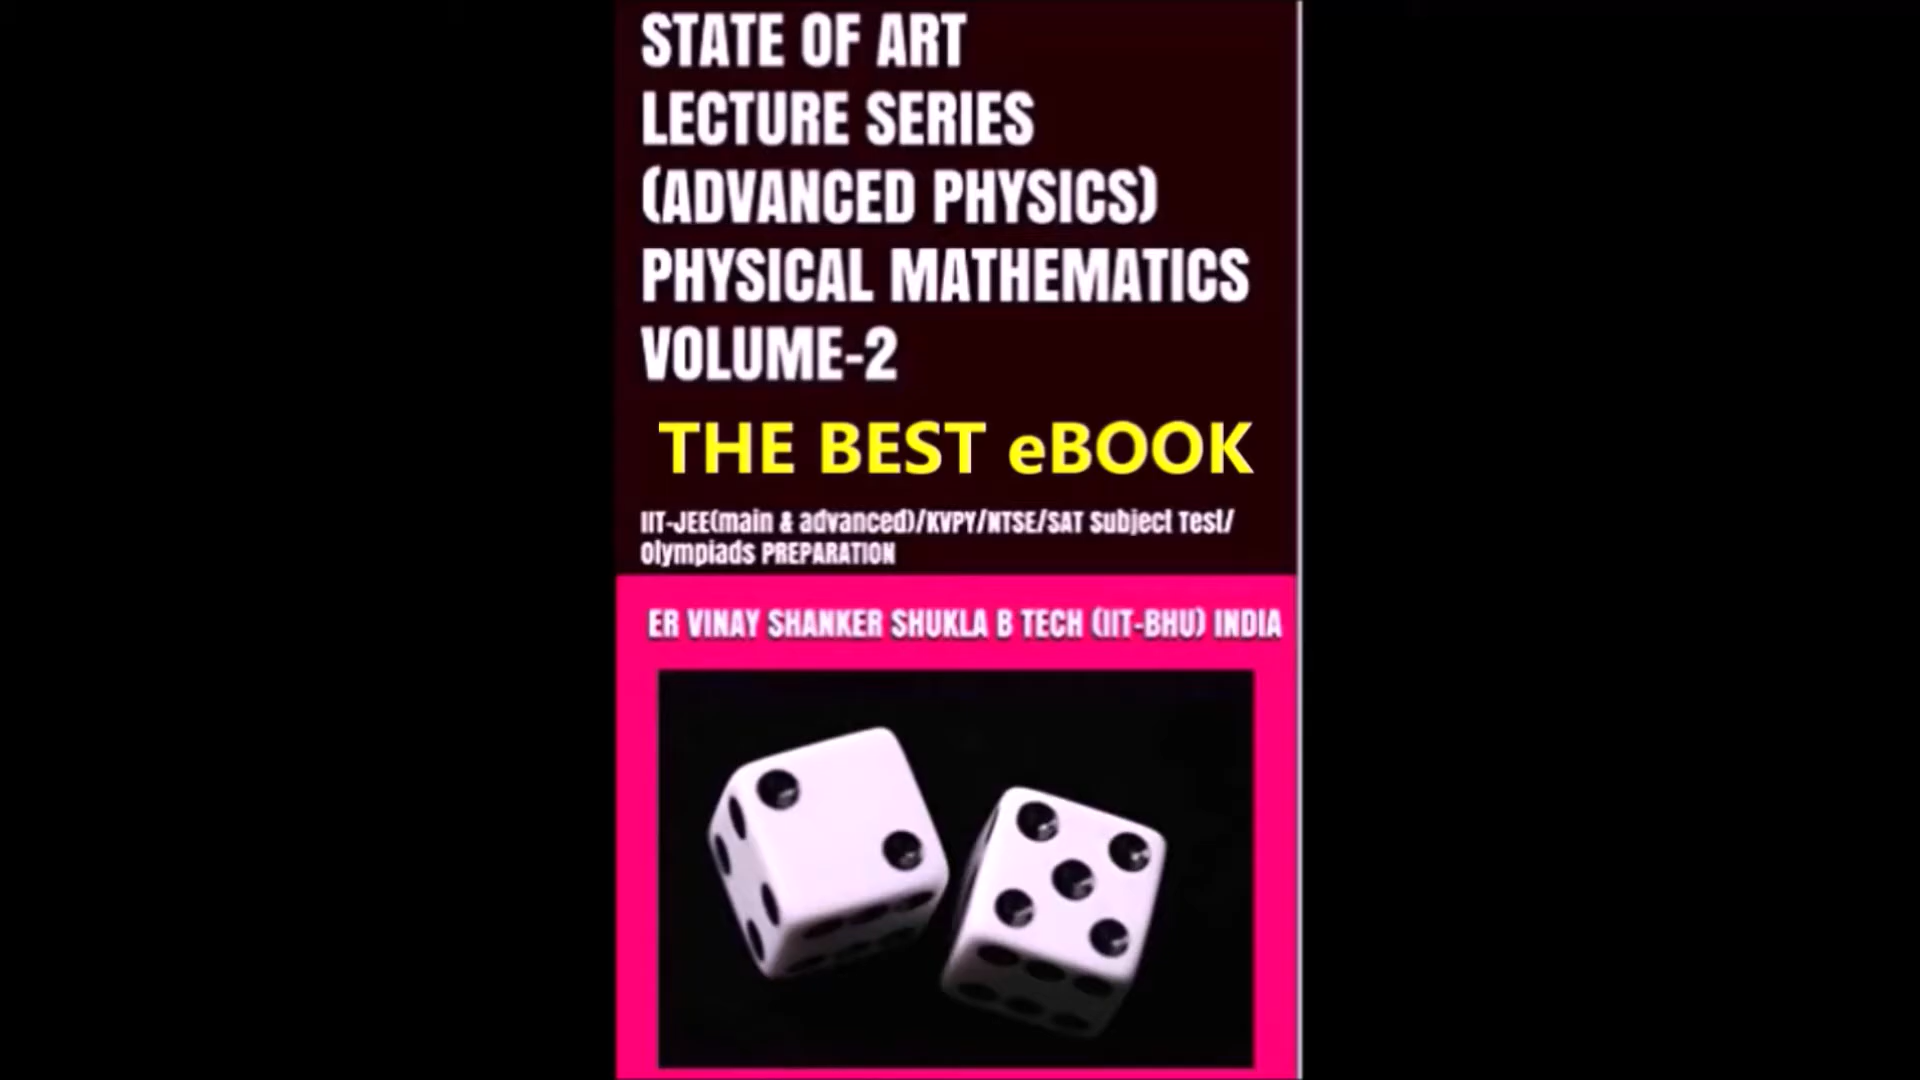 STATE OF ART
LECTURE SERIES
(ADVANCED PHYSICS)
PHYSICAL MATHEMATICS
VOLUME-2
THE BEST eBOOK
IIT-JEE(main & advanced)/KVPY/NTSE/SAT Subject Test/
Olympiads PREPARATION
ER VINAY SHANKER SHUKLA B TECH (IIT-BHU) INDIA